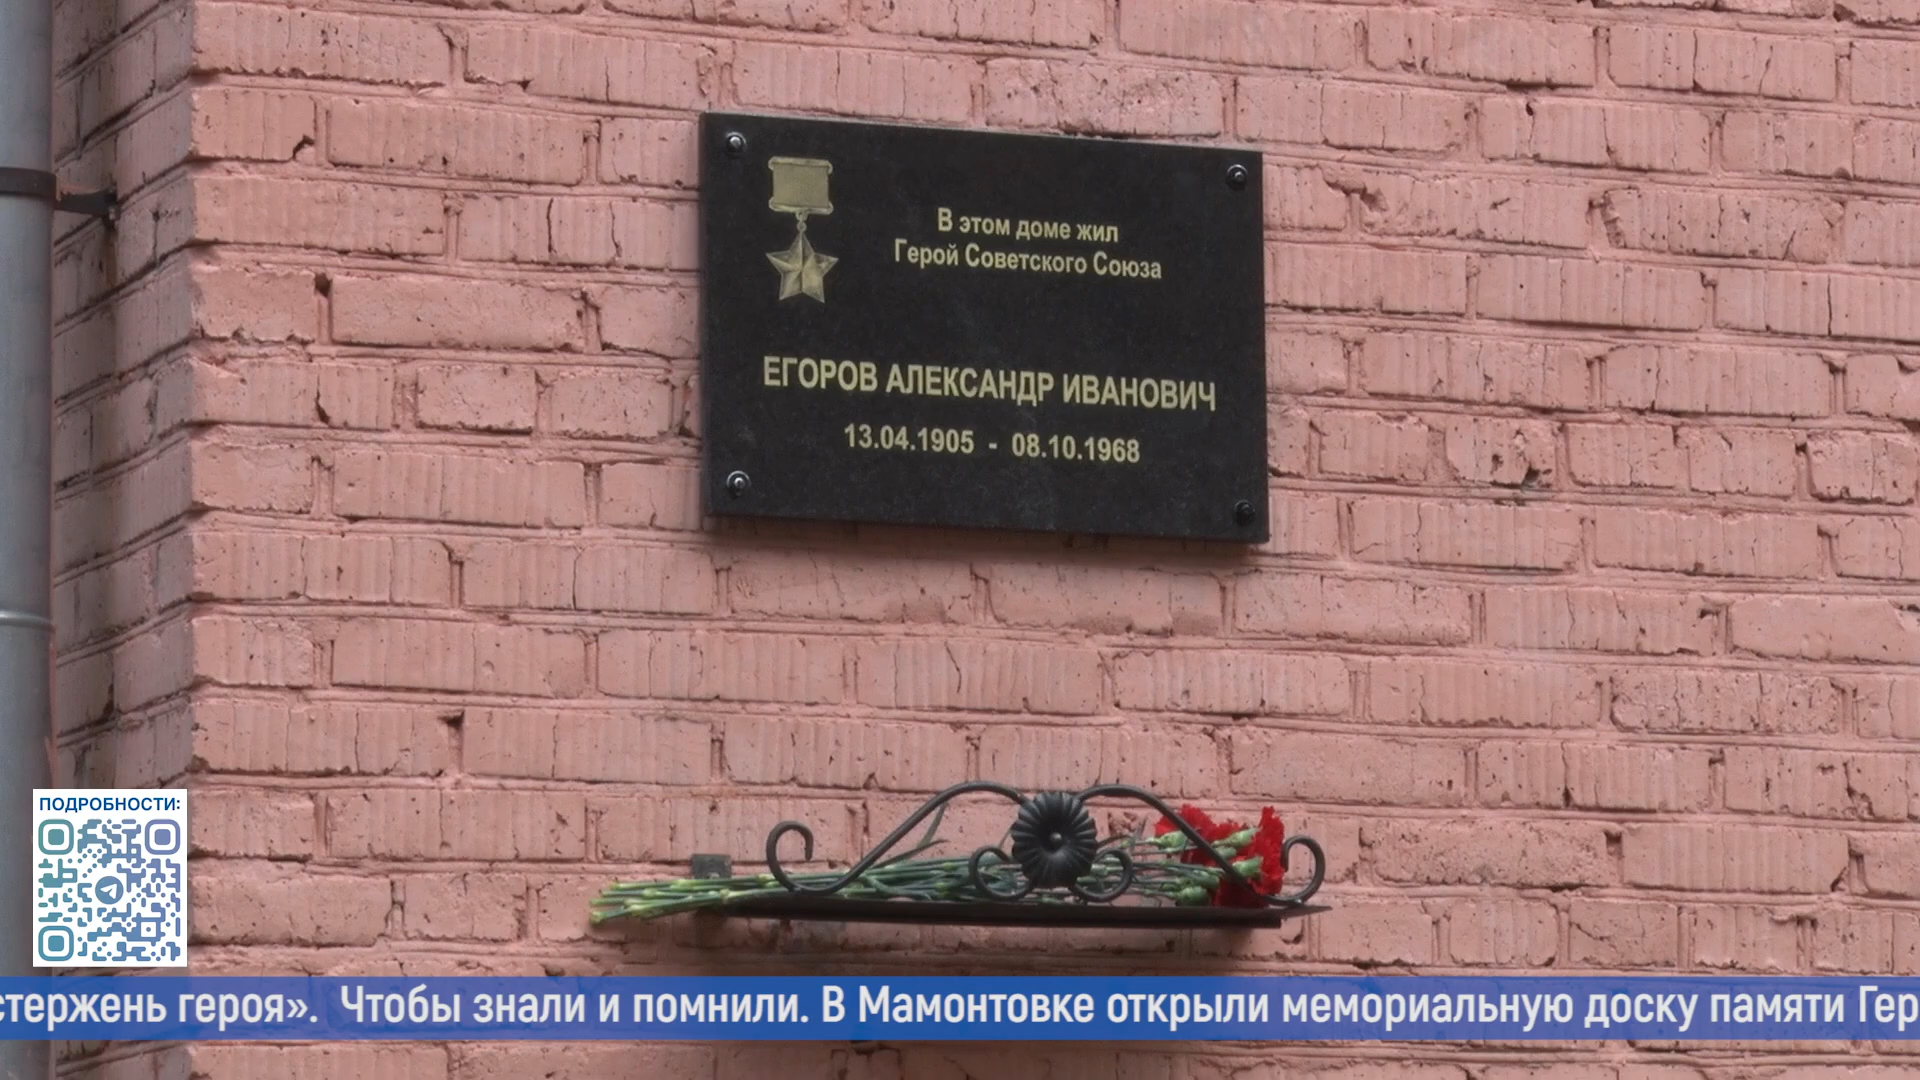 В этом доме жил
Герой Советского Союза
ЕГОРОВ АЛЕКСАНДР ИВАНОВИЧ
13.04.1905 - 08.10.1968
ПОДРОБНОСТИ:
стержень героя». Чтобы знали и помнили. В Мамонтовке открыли мемориальную доску памяти Гер